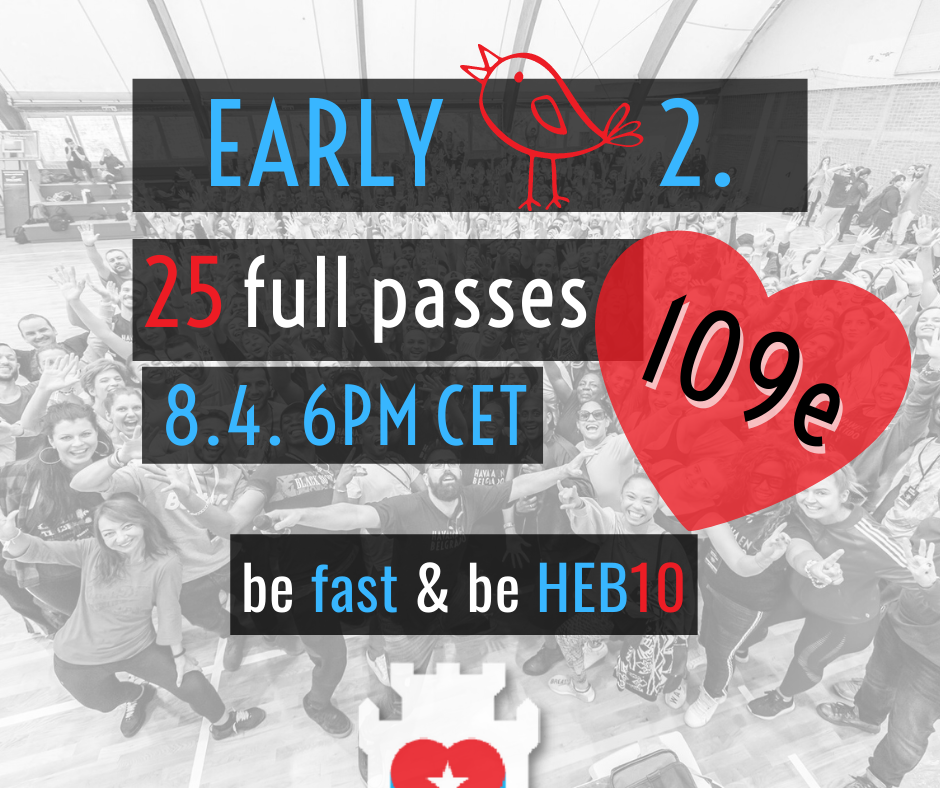 EARLY 2.
25 full passes
109e
8.4. 6PM CET
be fast & be HEB10